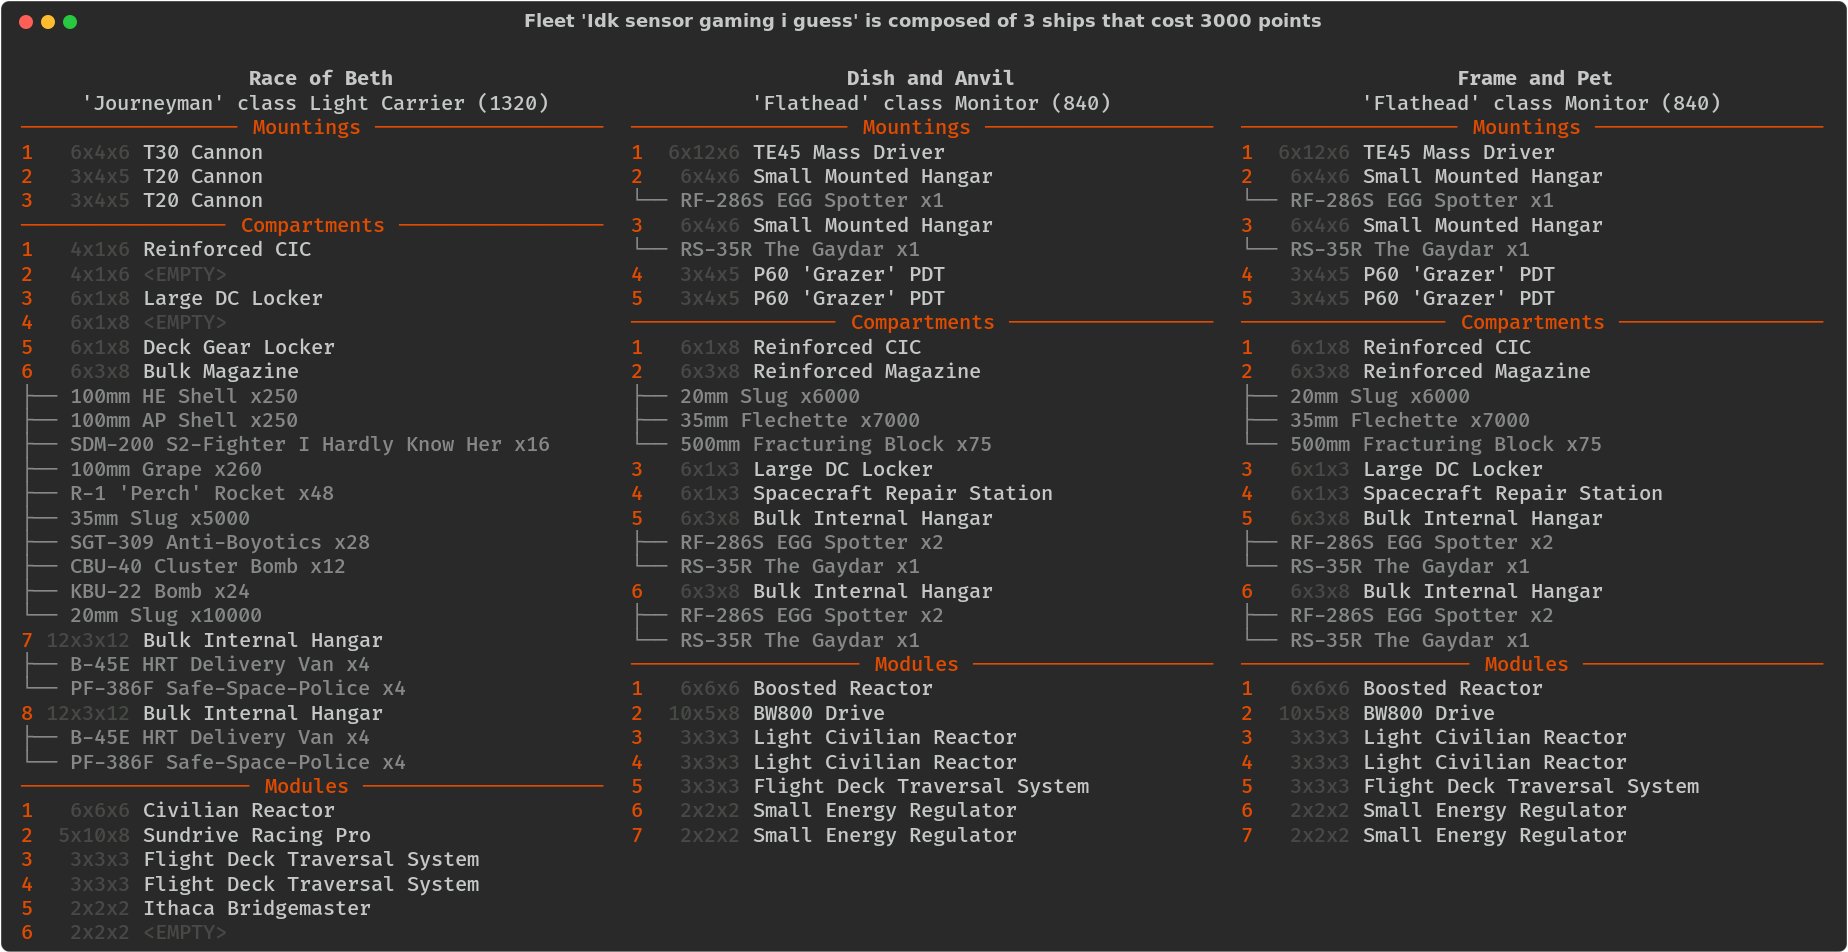 Fleet 'Idk sensor gaming i guess' is composed of 3 ships that cost 3000 points
Race of Beth
'Journeyman' class Light Carrier (1320)
Mountings
1 6x4x6 T30 Cannon
2 3x4x5 T20 Cannon
3 3x4x5 T20 Cannon
Compartments
1 4x1x6 Reinforced CIC
2 4x1x6 <EMPTY>
3 6x1x8 Large DC Locker
4 6x1x8 <EMPTY>
5 6x1x8 Deck Gear Locker
6 6x3x8 Bulk Magazine
100mm HE Shell x250
100mm AP Shell x250
SDM-200 S2-Fighter I Hardly Know Her x16
100mm Grape x260
R-1 'Perch' Rocket x48
35mm Slug x5000
SGT-309 Anti-Boyotics x28
CBU-40 Cluster Bomb x12
KBU-22 Bomb x24
20mm Slug x10000
7 12x3x12 Bulk Internal Hangar
B-45E HRT Delivery Van x4
PF-386F Safe-Space-Police x4
8 12x3x12 Bulk Internal Hangar
B-45E HRT Delivery Van x4
PF-386F Safe-Space-Police x4
Modules
1 6x6x6 Civilian Reactor
2 5x10x8 Sundrive Racing Pro
3 3x3x3 Flight Deck Traversal System
4 3x3x3 Flight Deck Traversal System
5 2x2x2 Ithaca Bridgemaster
6 2x2x2 <EMPTY>
Dish and Anvil
'Flathead' class Monitor (840)
Mountings
1 6x12x6 TE45 Mass Driver
2 6x4x6 Small Mounted Hangar
RF-286S EGG Spotter x1
3 6x4x6 Small Mounted Hangar
RS-35R The Gaydar x1
4 3x4x5 P60 'Grazer' PDT
5 3x4x5 P60 'Grazer' PDT
Compartments
1 6x1x8 Reinforced CIC
2 6x3x8 Reinforced Magazine
20mm Slug x6000
35mm Flechette x7000
500mm Fracturing Block x75
3 6x1x3 Large DC Locker
4 6x1x3 Spacecraft Repair Station
5 6x3x8 Bulk Internal Hangar
RF-286S EGG Spotter x2
RS-35R The Gaydar x1
6 6x3x8 Bulk Internal Hangar
RF-286S EGG Spotter x2
RS-35R The Gaydar x1
Modules
1 6x6x6 Boosted Reactor
2 10x5x8 BW800 Drive
3 3x3x3 Light Civilian Reactor
4 3x3x3 Light Civilian Reactor
5 3x3x3 Flight Deck Traversal System
6 2x2x2 Small Energy Regulator
7 2x2x2 Small Energy Regulator
Frame and Pet
'Flathead' class Monitor (840)
Mountings
1 6x12x6 TE45 Mass Driver
2 6x4x6 Small Mounted Hangar
RF-286S EGG Spotter x1
3 6x4x6 Small Mounted Hangar
RS-35R The Gaydar x1
4 3x4x5 P60 'Grazer' PDT
5 3x4x5 P60 'Grazer' PDT
Compartments
1 6x1x8 Reinforced CIC
2 6x3x8 Reinforced Magazine
20mm Slug x6000
35mm Flechette x7000
500mm Fracturing Block x75
3 6x1x3 Large DC Locker
4 6x1x3 Spacecraft Repair Station
5 6x3x8 Bulk Internal Hangar
RF-286S EGG Spotter x2
RS-35R The Gaydar x1
6 6x3x8 Bulk Internal Hangar
RF-286S EGG Spotter x2
RS-35R The Gaydar x1
Modules
1 6x6x6 Boosted Reactor
2 10x5x8 BW800 Drive
3 3x3x3 Light Civilian Reactor
4 3x3x3 Light Civilian Reactor
5 3x3x3 Flight Deck Traversal System
6 2x2x2 Small Energy Regulator
7 2x2x2 Small Energy Regulator